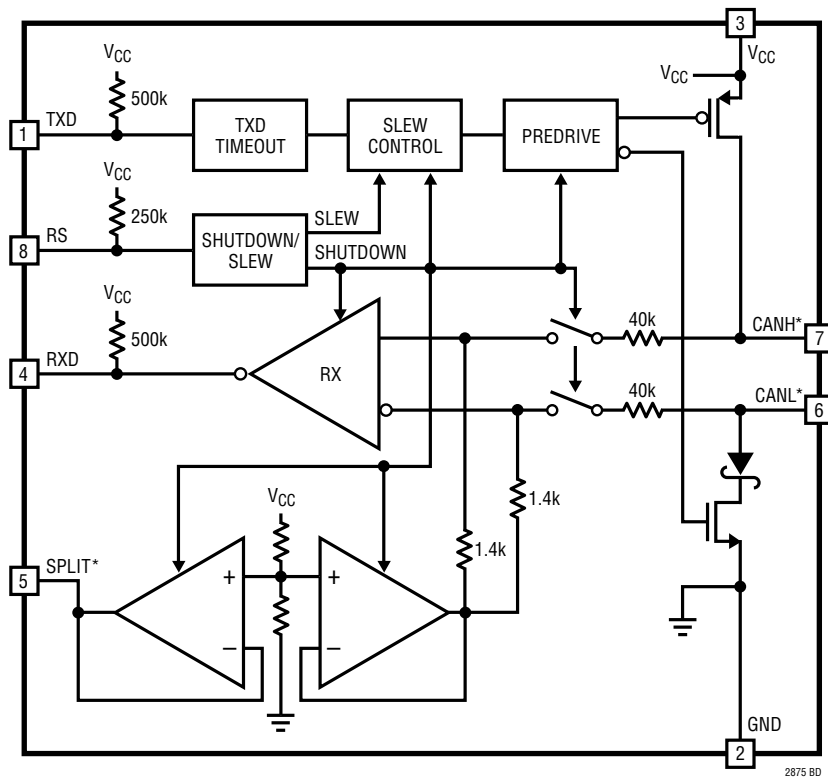 3
VCC
VCC
VCC
500k
1
TXD
TXD
TIMEOUT
SLEW
CONTROL
PREDRIVE
VCC
250k
8
RS
SHUTDOWN/
SLEW
SLEW
SHUTDOWN
VCC
500k
4
RXD
RX
40k
CANH*
7
40k
CANL*
6
1.4k
1.4k
VCC
5
SPLIT*
+
+
−
−
GND
2
2875 BD